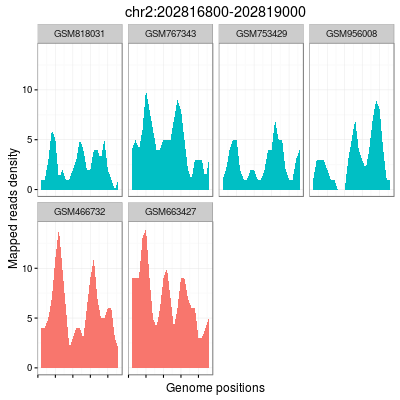 chr2:202816800-202819000
GSM818031 GSM767343 GSM753429 GSM956008
10
5
0
GSM466732 GSM663427
10
5
0
Mapped reads density
Genome positions